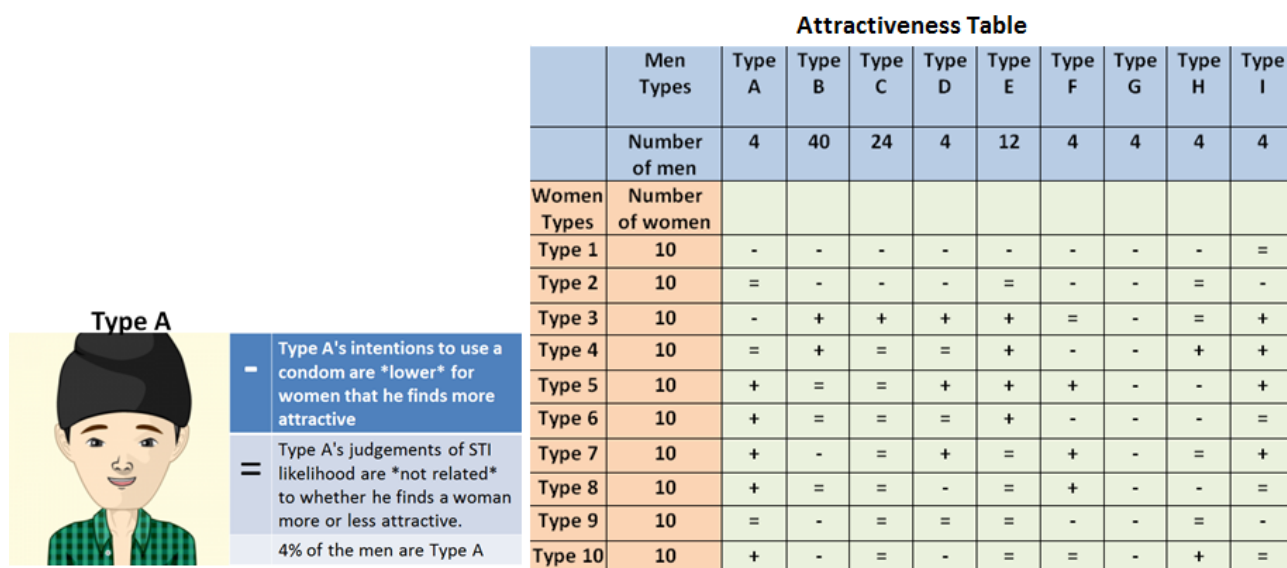 Attractiveness Table
Men Types Type A Type B Type C Type D Type E Type F Type G Type H Type I
Number of men 4 40 24 4 12 4 4 4 4
Women Types Number of women
Type 1 10 - - - - - - - - =
Type 2 10 = - - - = - - = -
Type 3 10 - + + + + = - = +
Type 4 10 = + = = + - - + +
Type 5 10 + = = + + + - - +
Type 6 10 + = = = + - - - =
Type 7 10 + - = + = + - = +
Type 8 10 + = = - = + - - =
Type 9 10 = - = = = - - = -
Type 10 10 + - = - = = - + =
Type A
- Type A's intentions to use a
condom are *lower* for
women that he finds more
attractive
= Type A's judgements of STI
likelihood are *not related*
to whether he finds a woman
more or less attractive.
4% of the men are Type A